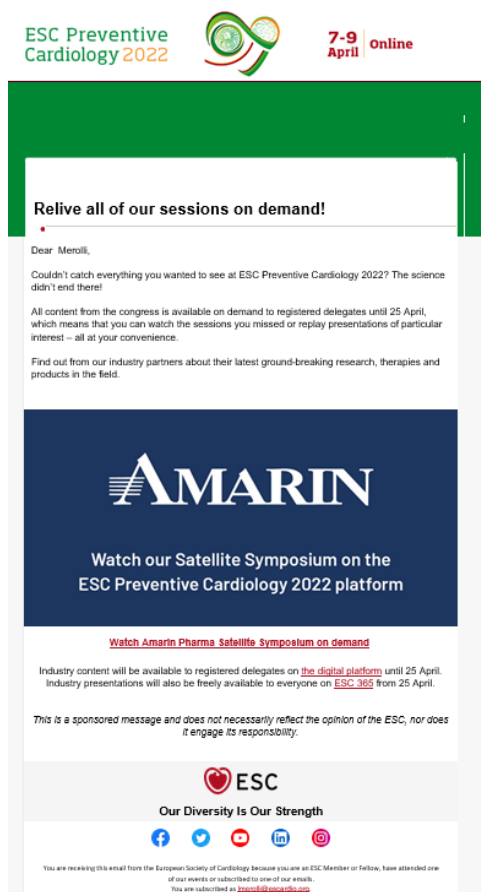 ESC Preventive
Cardiology 2022
7-9
April
Online
Relive all of our sessions on demand!
Dear Merolli,
Couldn't catch everything you wanted to see at ESC Preventive Cardiology 2022? The science
didn't end there!
All content from the congress is available on demand to registered delegates until 25 April,
which means that you can watch the sessions you missed or replay presentations of particular
interest – all at your convenience.
Find out from our industry partners about their latest ground-breaking research, therapies and
products in the field.
AMARIN
Watch our Satellite Symposium on the
ESC Preventive Cardiology 2022 platform
Watch Amarin Pharma Satellite Symposium on demand
Industry content will be available to registered delegates on the digital platform until 25 April.
Industry presentations will also be freely available to everyone on ESC 365 from 25 April.
This is a sponsored message and does not necessarily reflect the opinion of the ESC, nor does
it engage its responsibility.
ESC
Our Diversity Is Our Strength
You are receiving this email from the European Society of Cardiology because you are an ESC Member or Fellow, have attended one
of our events or subscribed to one of our emails.
You are subscribed as lmerolli@escardio.org